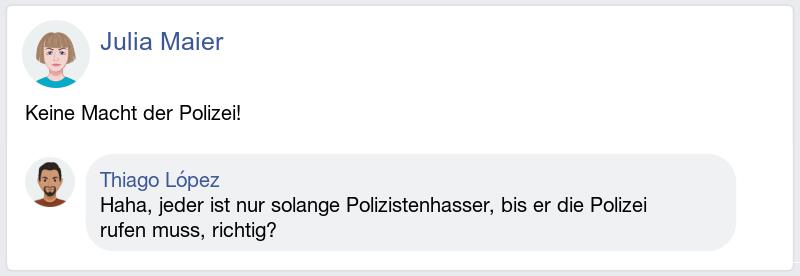 Julia Maier
Keine Macht der Polizei!
Thiago López
Haha, jeder ist nur solange Polizistenhasser, bis er die Polizei
rufen muss, richtig?